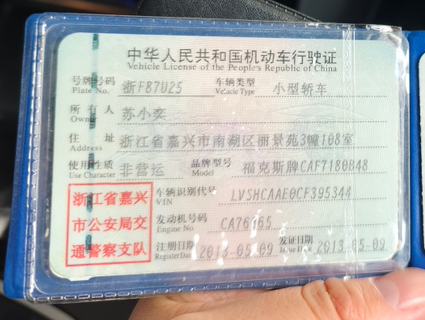 中华人民共和国机动车行驶证
Vehicle License of the People's Republic of China
号牌号码 Plate No. 浙F87U25 车辆类型 Vehicle Type 小型轿车
所有人 Owner 苏小奕
住址 Address 浙江省嘉兴市南湖区丽景苑3幢108室
使用性质 Use Character 非营运 品牌型号 Model 福克斯牌CAF7180B48
浙江省嘉兴市公安局交通警察支队
车辆识别代号 VIN LVSHCAAE0CF395344
发动机号码 Engine No. CA76165
注册日期 Register Date 2013-05-09 发证日期 Issue Date 2013-05-09